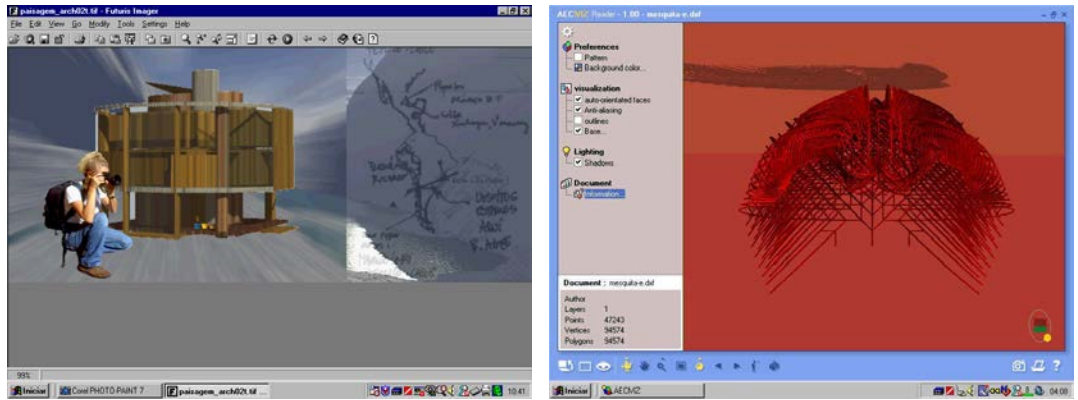 paisagem_arch02t.tif - Futuris Imager
File Edit View Go Modify Tools Settings Help
99%
Iniciar Corel PHOTO-PAINT 7 paisagem_arch02t.tif ... 10:41
AECVIZ Reader - 1.00 - mesquita-e.dxf
Preferences
Pattern
Background color...
visualization
auto-orientated faces
Anti-aliasing
outlines
Base...
Lighting
Shadows
Document
Information...
Document : mesquita-e.dxf
Author
Layers 1
Points 47243
Vertices 94574
Polygons 94574
Iniciar AECVIZ 04:00